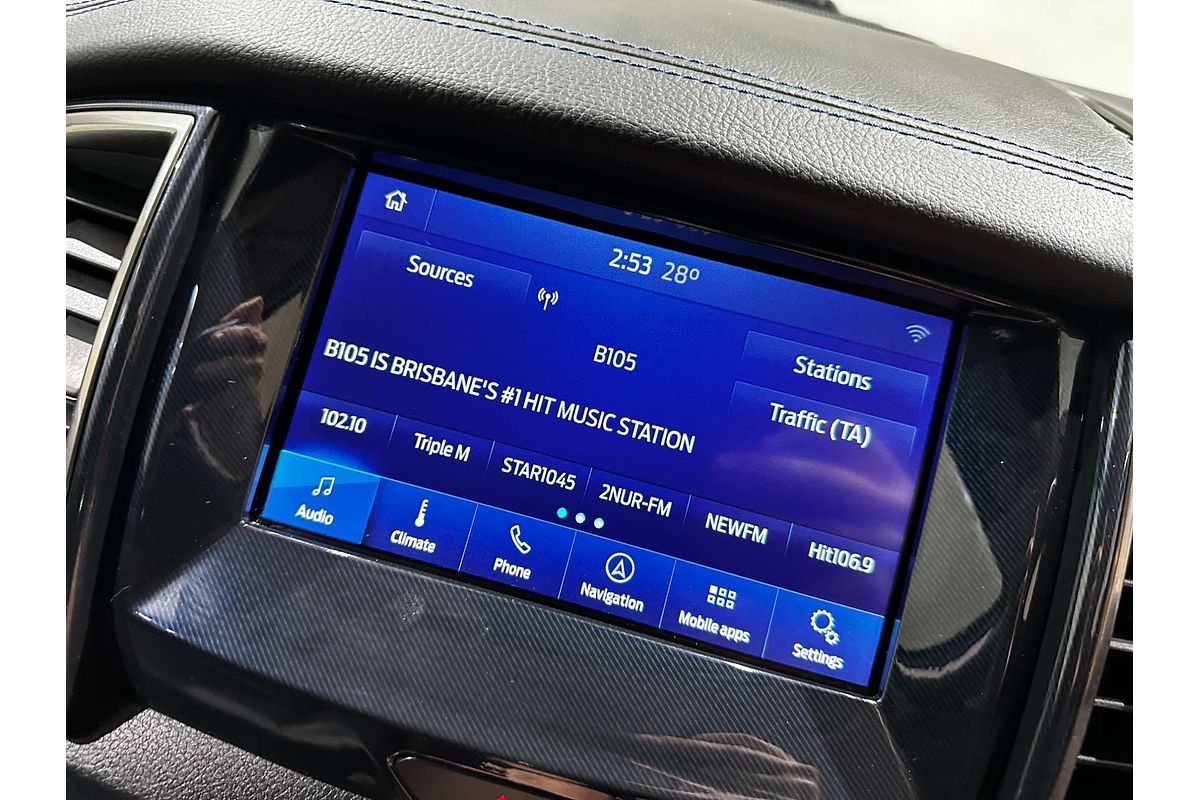 2:53 28°
Sources
B105
Stations
B105 IS BRISBANE'S #1 HIT MUSIC STATION
Traffic (TA)
102.10 Triple M STAR1045 2NUR-FM NEWFM Hit106.9
Audio Climate Phone Navigation Mobile apps Settings